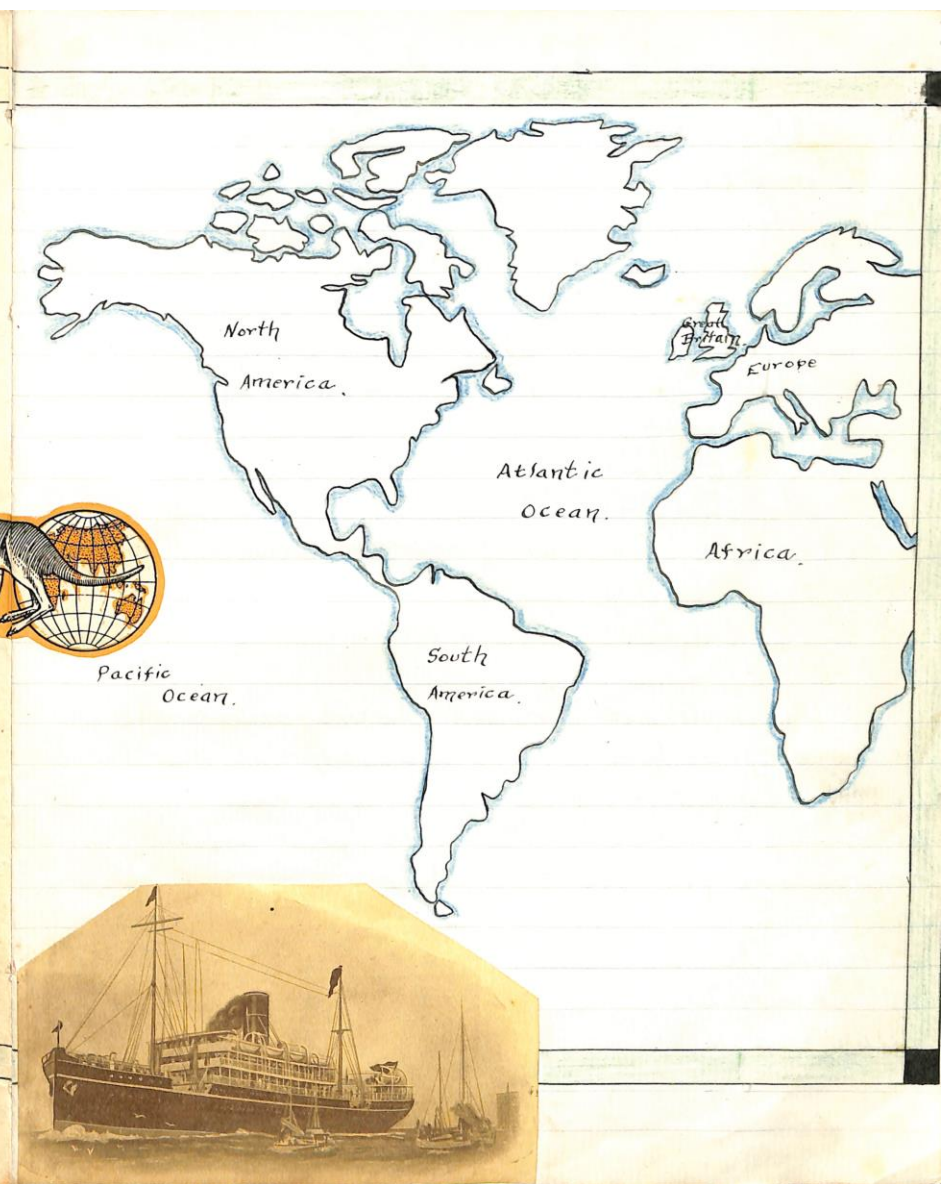 North
America.
Great
Britain.
Europe
Atlantic
Ocean.
Africa.
South
America.
Pacific
Ocean.